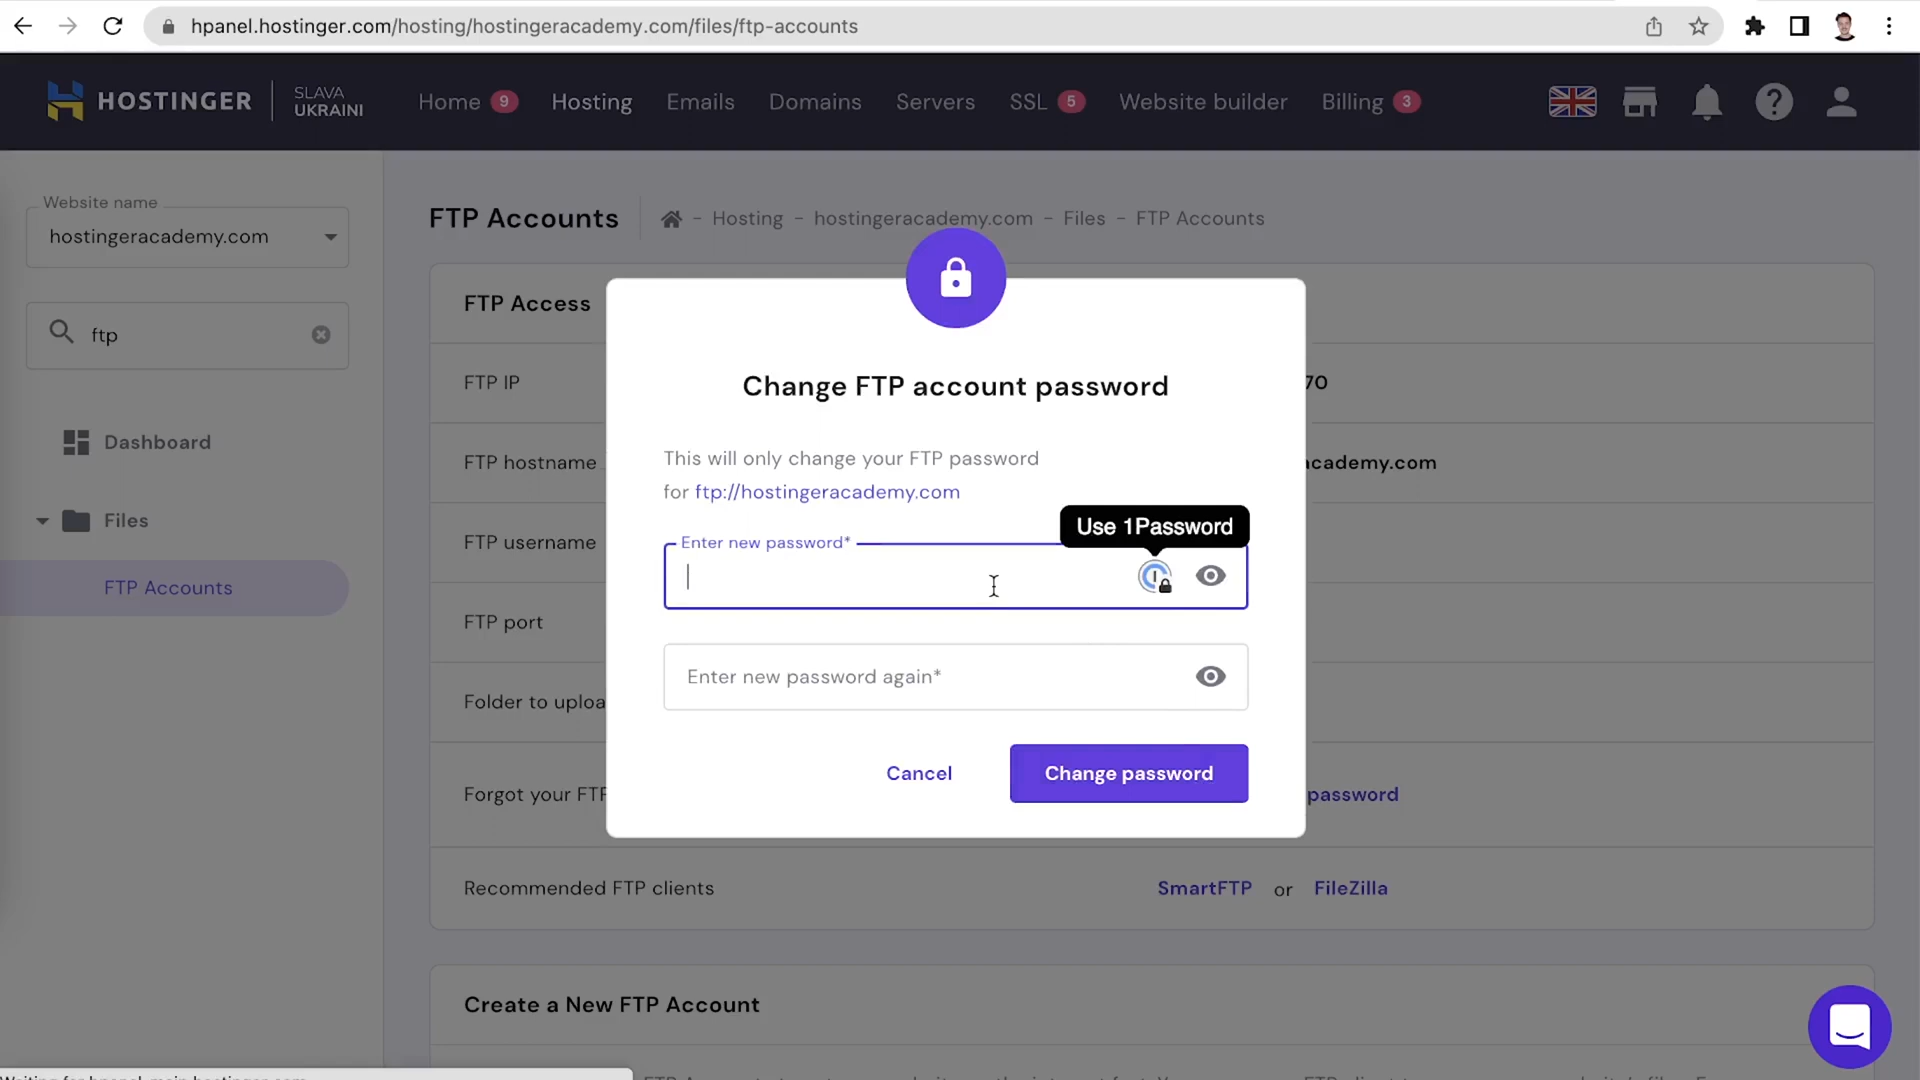 hpanel.hostinger.com/hosting/hostingeracademy.com/files/ftp-accounts
HOSTINGER
SLAVA
UKRAINI
Home 9
Hosting
Emails
Domains
Servers
SSL 5
Website builder
Billing 3
Website name
hostingeracademy.com
ftp
Dashboard
Files
FTP Accounts
FTP Accounts
- Hosting - hostingeracademy.com - Files - FTP Accounts
FTP Access
FTP IP
70
FTP hostname
academy.com
FTP username
FTP port
Folder to uploa
Forgot your FTP
password
Recommended FTP clients
SmartFTP or FileZilla
Create a New FTP Account
Change FTP account password
This will only change your FTP password
for ftp://hostingeracademy.com
Use 1Password
Enter new password*
Enter new password again*
Cancel
Change password